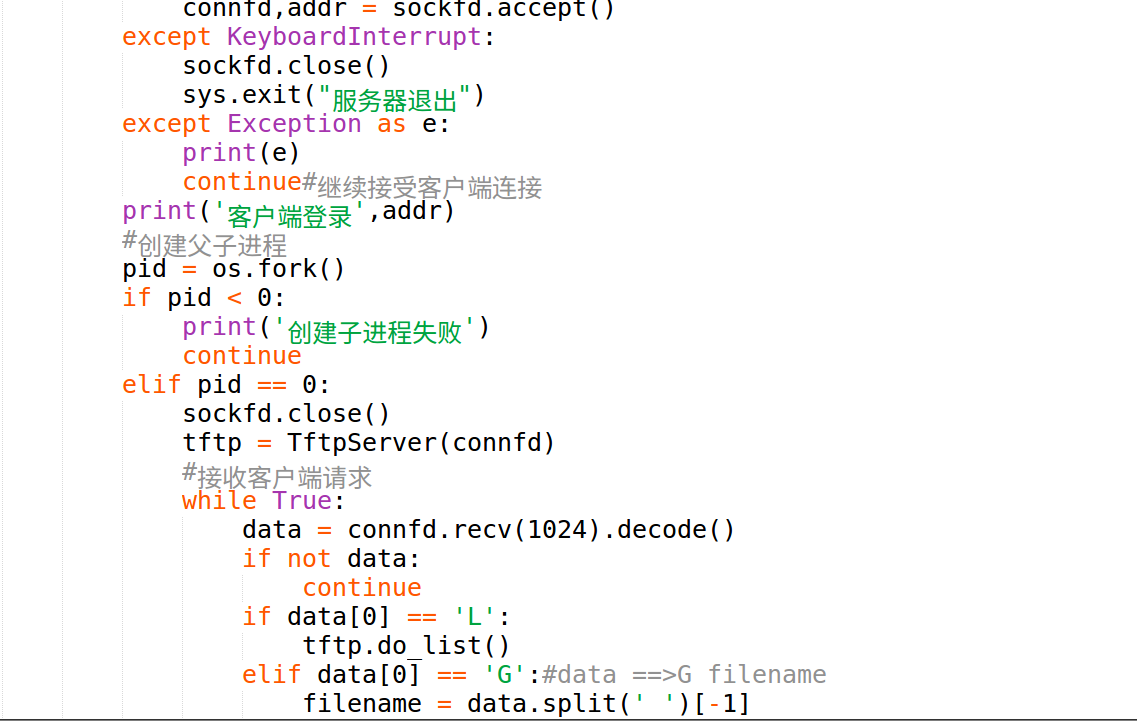 connfd,addr = sockfd.accept()
except KeyboardInterrupt:
sockfd.close()
sys.exit("服务器退出")
except Exception as e:
print(e)
continue#继续接受客户端连接
print('客户端登录',addr)
#创建父子进程
pid = os.fork()
if pid < 0:
print('创建子进程失败')
continue
elif pid == 0:
sockfd.close()
tftp = TftpServer(connfd)
#接收客户端请求
while True:
data = connfd.recv(1024).decode()
if not data:
continue
if data[0] == 'L':
tftp.do_list()
elif data[0] == 'G':#data ==>G filename
filename = data.split(' ')[-1]